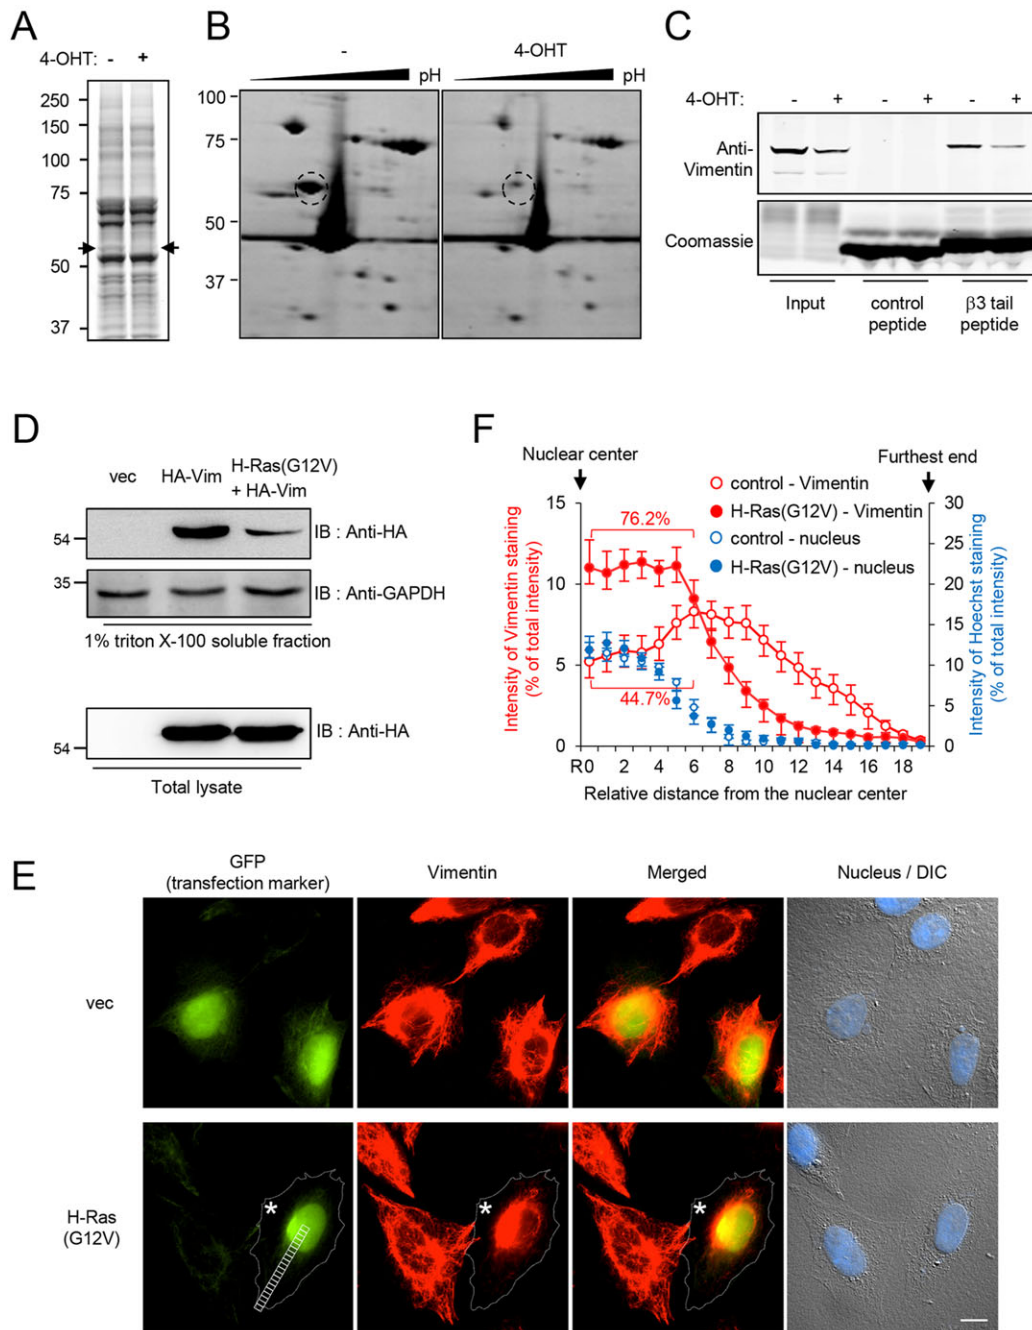 A
4-OHT: - +
250
150
100
75
50
37
B
- 4-OHT
pH pH
100
75
50
37
C
4-OHT: - + - + - +
Anti-
Vimentin
Coomassie
Input control
peptide β3 tail
peptide
D
vec HA-Vim H-Ras(G12V)
+ HA-Vim
54 IB : Anti-HA
35 IB : Anti-GAPDH
1% triton X-100 soluble fraction
54 IB : Anti-HA
Total lysate
F
Nuclear center Furthest end
control - Vimentin
H-Ras(G12V) - Vimentin
control - nucleus
H-Ras(G12V) - nucleus
76.2%
44.7%
Intensity of Vimentin staining
(% of total intensity)
15
10
5
0
Intensity of Hoechst staining
(% of total intensity)
30
25
20
15
10
5
0
R0 2 4 6 8 10 12 14 16 18
Relative distance from the nuclear center
E
GFP
(transfection marker) Vimentin Merged Nucleus / DIC
vec
H-Ras
(G12V)
*
*
*